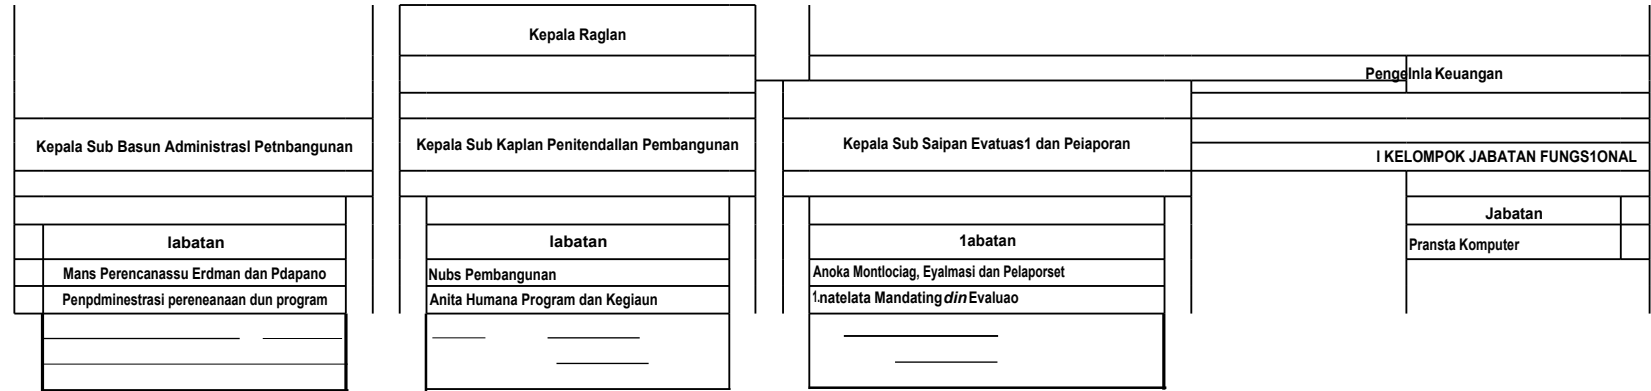 Kepala Raglan
Pengelnla Keuangan
Kepala Sub Basun Administrasl Petnbangunan
Kepala Sub Kaplan Penitendallan Pembangunan
Kepala Sub Saipan Evatuas1 dan Peiaporan
I KELOMPOK JABATAN FUNGS1ONAL
Jabatan
labatan
labatan
1abatan
Pransta Komputer
Mans Perencanassu Erdman dan Pdapano
Nubs Pembangunan
Anoka Montlociag, Eyalmasi dan Pelaporset
Penpdminestrasi pereneanaan dun program
Anita Humana Program dan Kegiaun
1.natelata Mandating din Evaluao